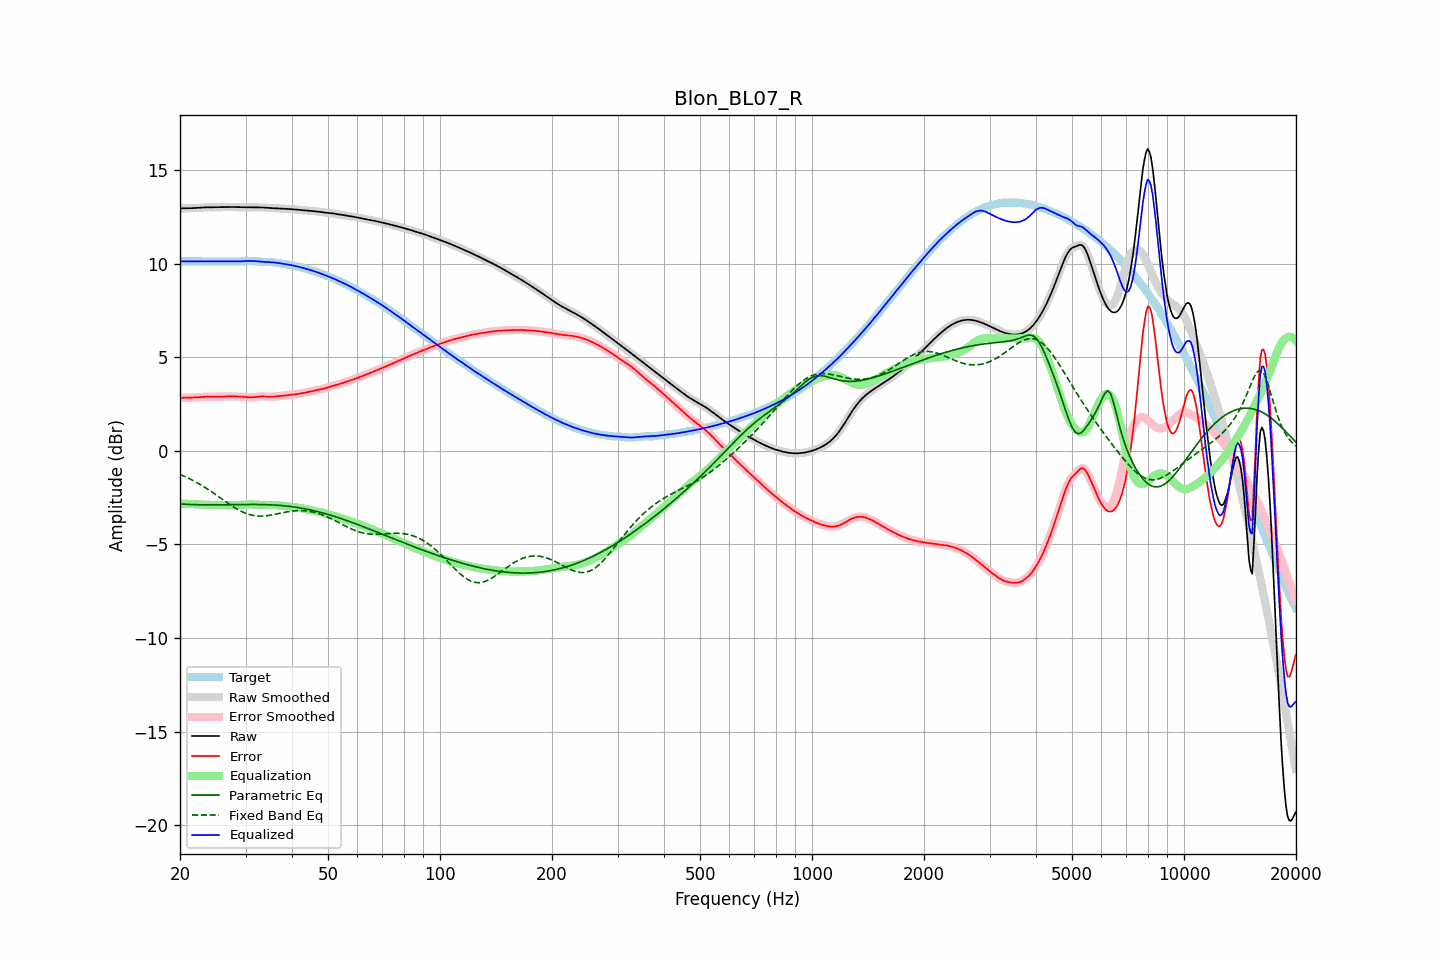 Blon_BL07_R
Amplitude (dBr)
15
10
5
0
−5
−10
−15
−20
Target
Raw Smoothed
Error Smoothed
Raw
Error
Equalization
Parametric Eq
Fixed Band Eq
Equalized
20 50 100 200 500 1000 2000 5000 10000 20000
Frequency (Hz)